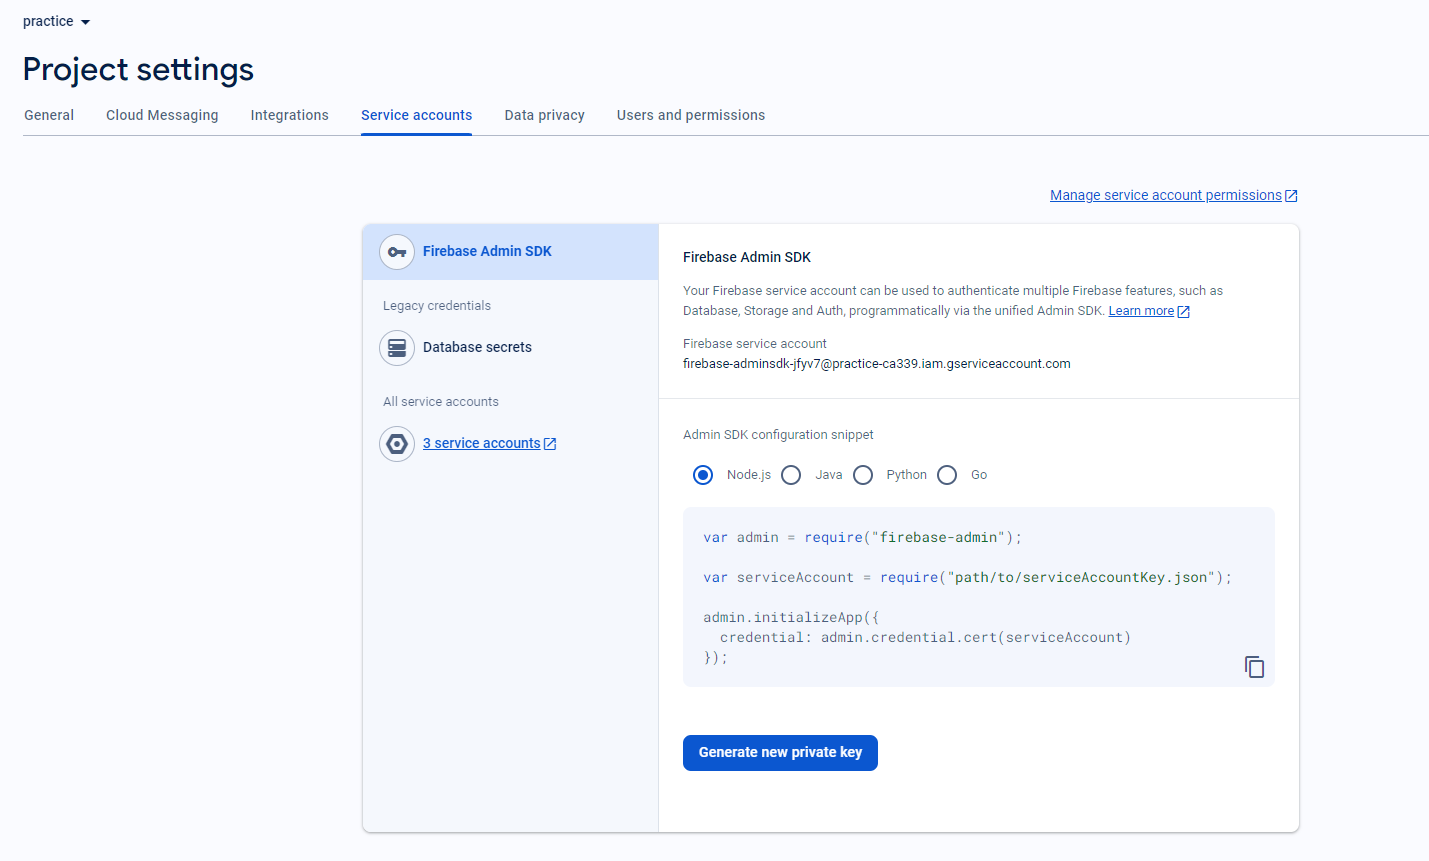 practice
Project settings
General Cloud Messaging Integrations Service accounts Data privacy Users and permissions
Manage service account permissions
Firebase Admin SDK
Legacy credentials
Database secrets
All service accounts
3 service accounts
Firebase Admin SDK
Your Firebase service account can be used to authenticate multiple Firebase features, such as
Database, Storage and Auth, programmatically via the unified Admin SDK. Learn more
Firebase service account
firebase-adminsdk-jfyv7@practice-ca339.iam.gserviceaccount.com
Admin SDK configuration snippet
Node.js Java Python Go
var admin = require("firebase-admin");
var serviceAccount = require("path/to/serviceAccountKey.json");
admin.initializeApp({
  credential: admin.credential.cert(serviceAccount)
});
Generate new private key